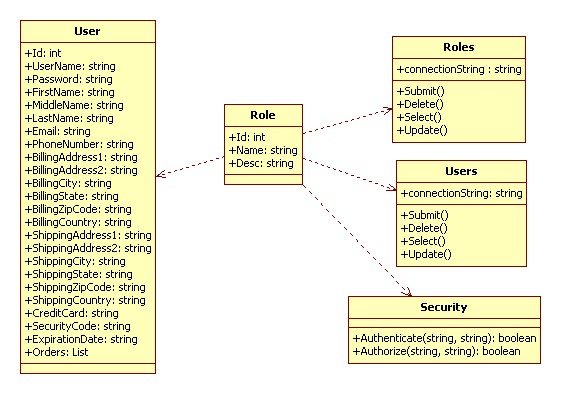 User
+Id: int
+UserName: string
+Password: string
+FirstName: string
+MiddleName: string
+LastName: string
+Email: string
+PhoneNumber: string
+BillingAddress1: string
+BillingAddress2: string
+BillingCity: string
+BillingState: string
+BillingZipCode: string
+BillingCountry: string
+ShippingAddress1: string
+ShippingAddress2: string
+ShippingCity: string
+ShippingState: string
+ShippingZipCode: string
+ShippingCountry: string
+CreditCard: string
+SecurityCode: string
+ExpirationDate: string
+Orders: List
Role
+Id: int
+Name: string
+Desc: string
Roles
+connectionString : string
+Submit()
+Delete()
+Select()
+Update()
Users
+connectionString: string
+Submit()
+Delete()
+Select()
+Update()
Security
+Authenticate(string, string): boolean
+Authorize(string, string): boolean